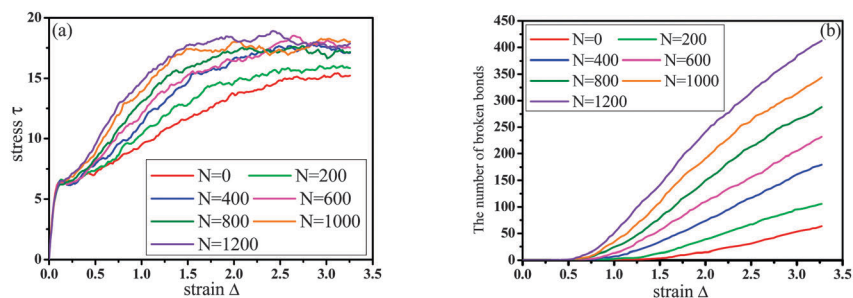 (a)
stress τ
20
15
10
5
0
0.0 0.5 1.0 1.5 2.0 2.5 3.0 3.5
strain Δ
N=0 N=200
N=400 N=600
N=800 N=1000
N=1200
(b)
The number of broken bonds
450
400
350
300
250
200
150
100
50
0
0.0 0.5 1.0 1.5 2.0 2.5 3.0 3.5
strain Δ
N=0 N=200
N=400 N=600
N=800 N=1000
N=1200